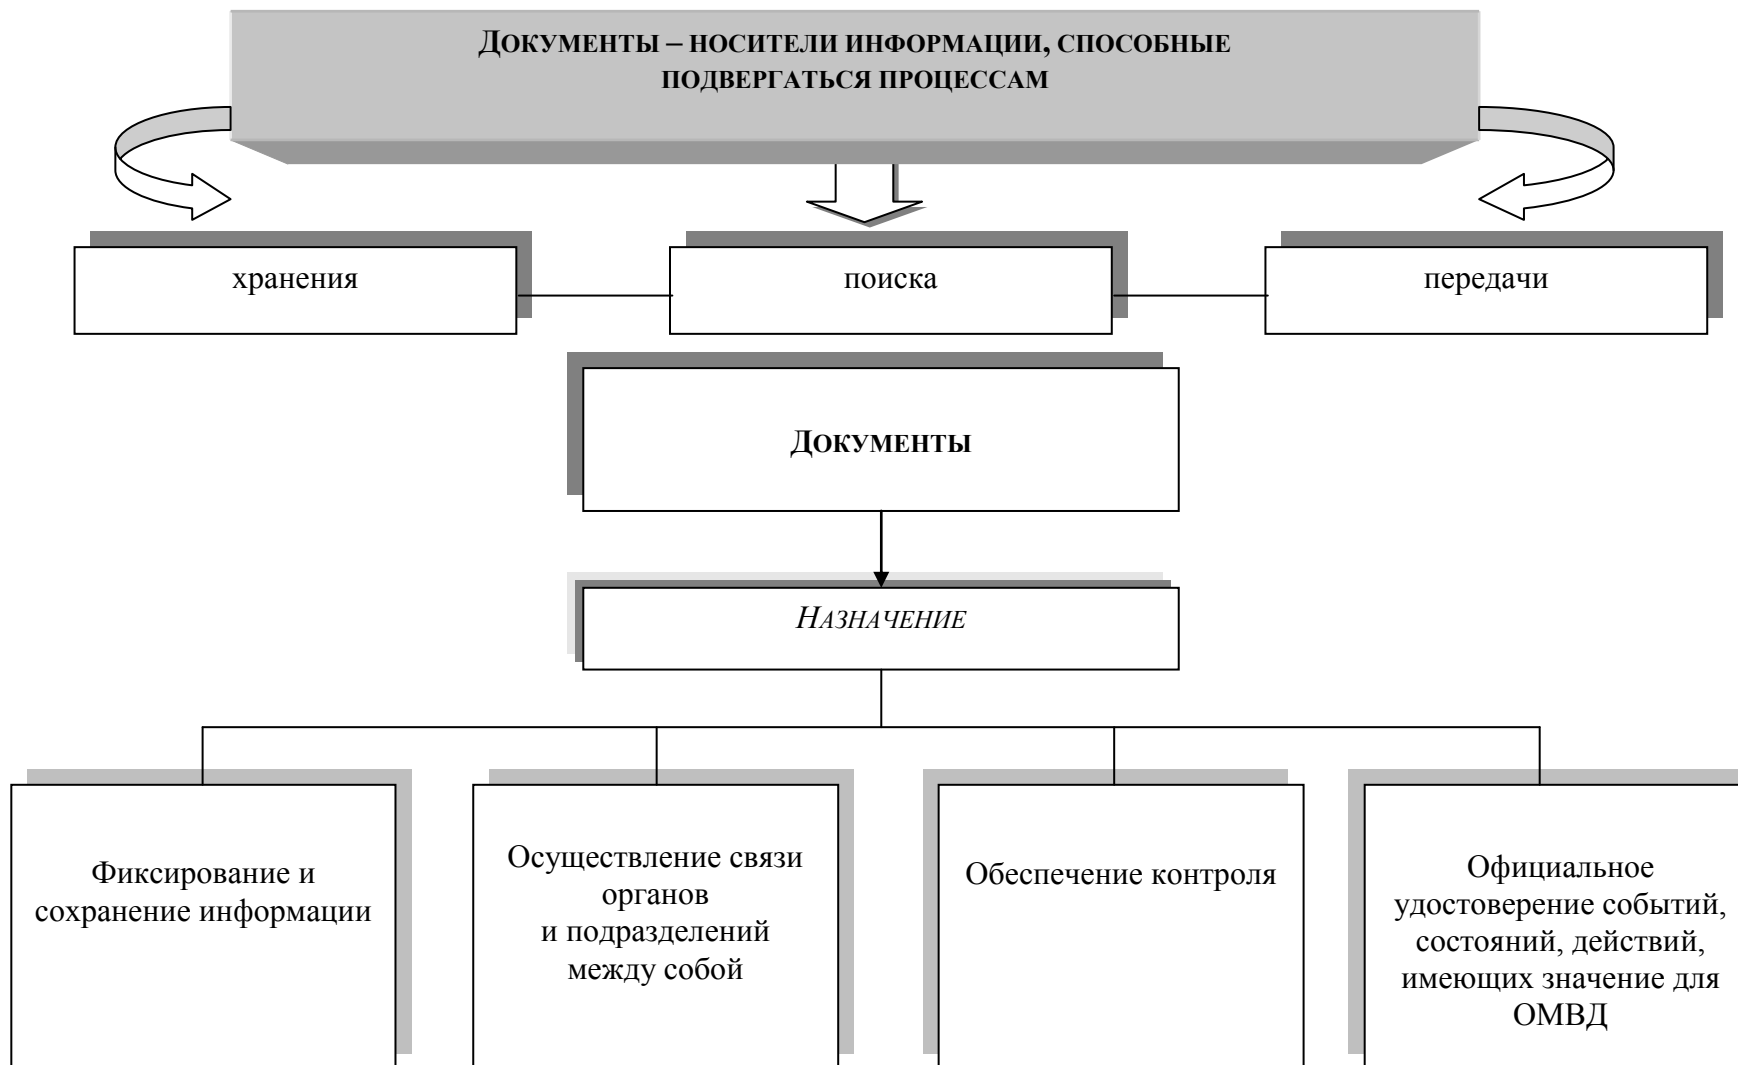 ДОКУМЕНТЫ – НОСИТЕЛИ ИНФОРМАЦИИ, СПОСОБНЫЕ
ПОДВЕРГАТЬСЯ ПРОЦЕССАМ
хранения
поиска
передачи
ДОКУМЕНТЫ
НАЗНАЧЕНИЕ
Фиксирование и
сохранение информации
Осуществление связи
органов
и подразделений
между собой
Обеспечение контроля
Официальное
удостоверение событий,
состояний, действий,
имеющих значение для
ОМВД